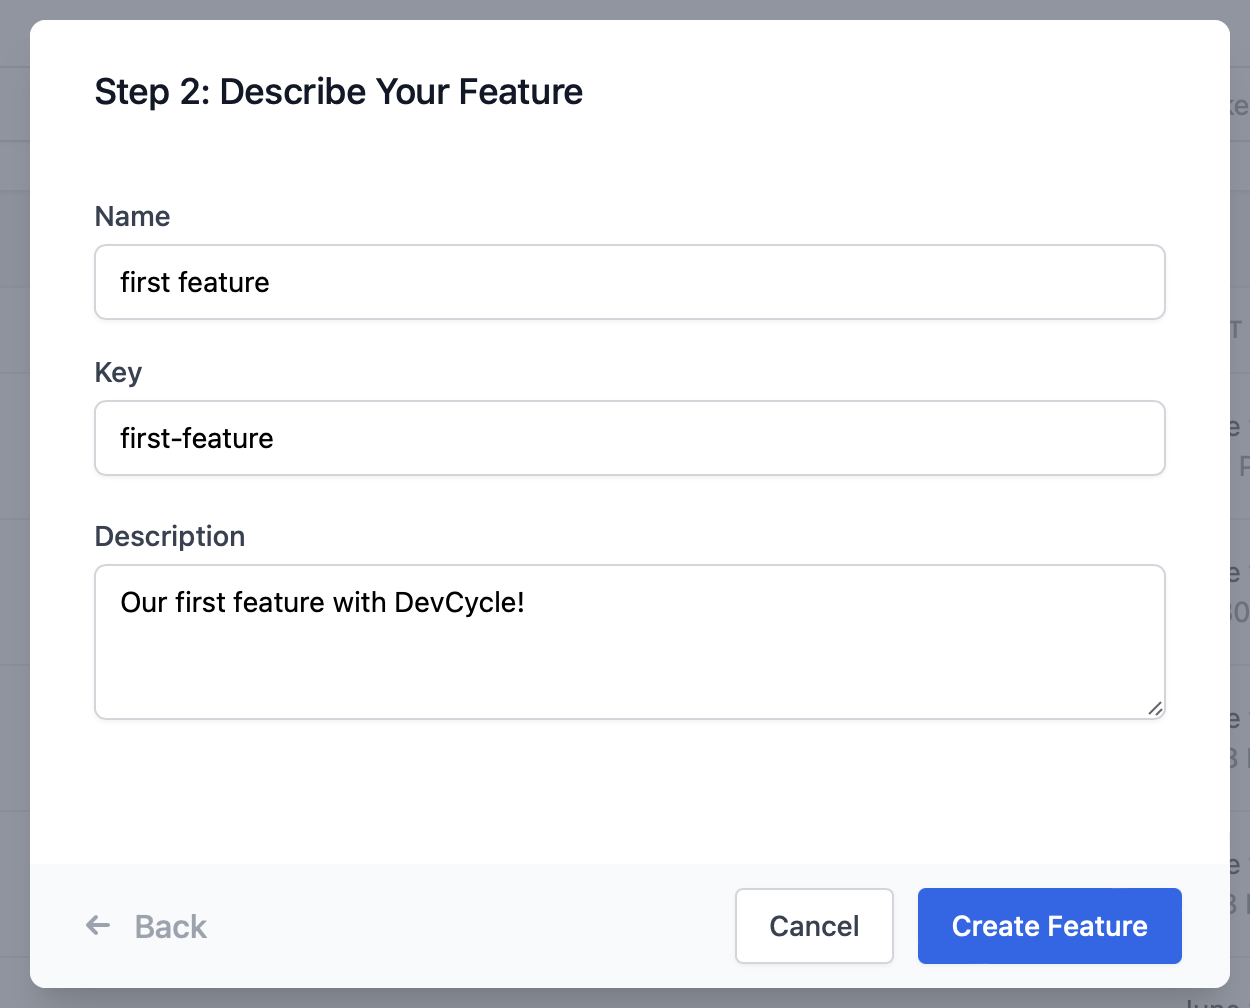 Step 2: Describe Your Feature
Name
first feature
Key
first-feature
Description
Our first feature with DevCycle!
← Back
Cancel
Create Feature